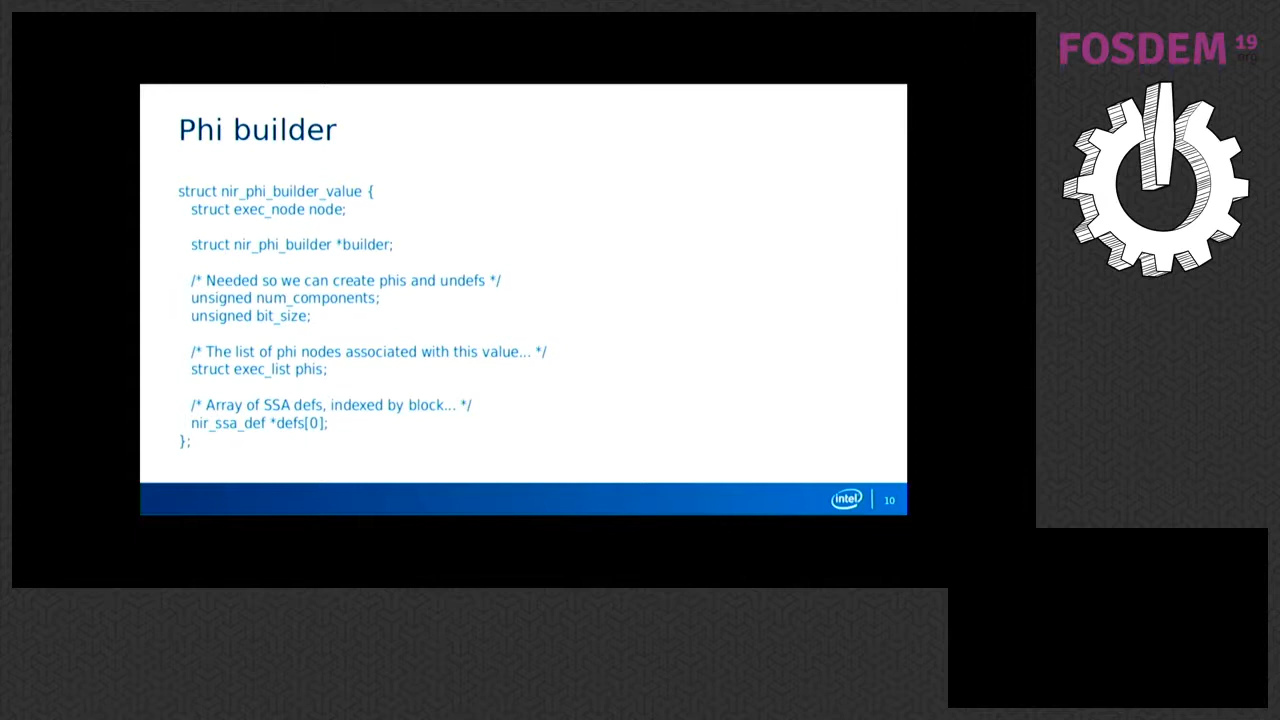 FOSDEM 19
.org
Phi builder
struct nir_phi_builder_value {
struct exec_node node;
struct nir_phi_builder *builder;
/* Needed so we can create phis and undefs */
unsigned num_components;
unsigned bit_size;
/* The list of phi nodes associated with this value... */
struct exec_list phis;
/* Array of SSA defs, indexed by block... */
nir_ssa_def *defs[0];
};
intel
10